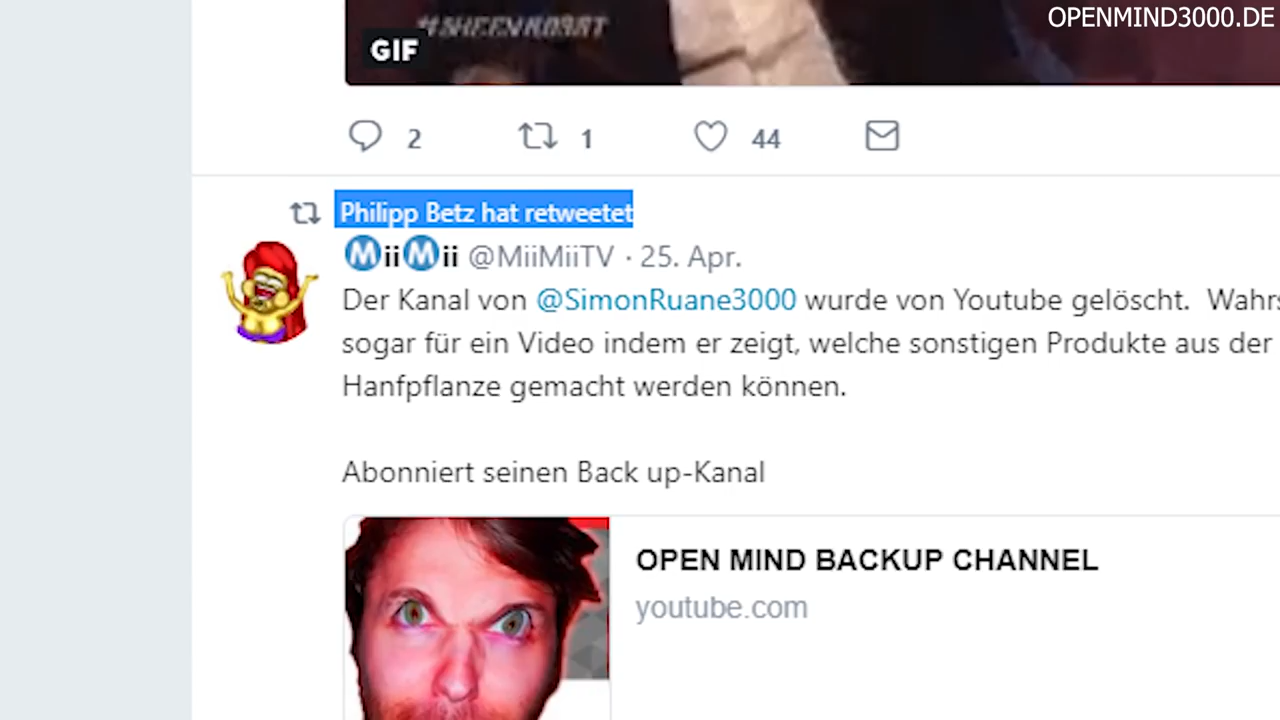 OPENMIND3000.DE
#SHEENROAST
GIF
2 1 44
Philipp Betz hat retweetet
ⓂiiⓂii @MiiMiiTV · 25. Apr.
Der Kanal von @SimonRuane3000 wurde von Youtube gelöscht. Wahrs
sogar für ein Video indem er zeigt, welche sonstigen Produkte aus der
Hanfpflanze gemacht werden können.
Abonniert seinen Back up-Kanal
OPEN MIND BACKUP CHANNEL
youtube.com